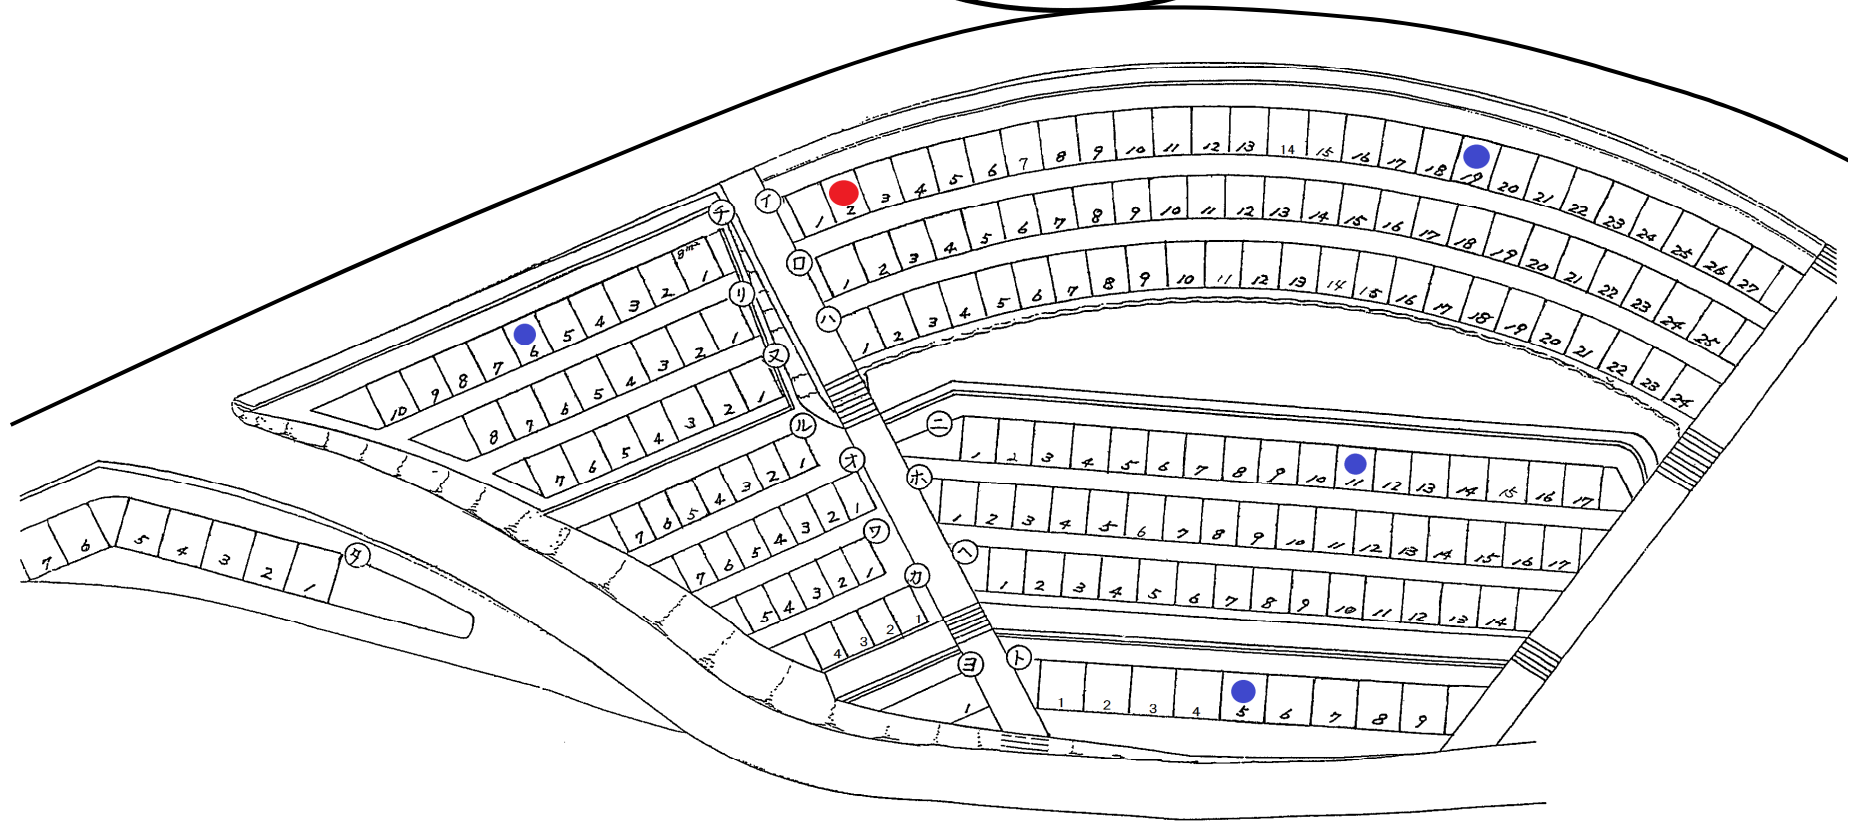 イ 1 2 3 4 5 6 7 8 9 10 11 12 13 14 15 16 17 18 19 20 21 22 23 24 25 26 27
ロ 1 2 3 4 5 6 7 8 9 10 11 12 13 14 15 16 17 18 19 20 21 22 23 24 25
ハ 1 2 3 4 5 6 7 8 9 10 11 12 13 14 15 16 17 18 19 20 21 22 23 24
チ 10 9 8 7 6 5 4 3 2 1
リ 8 7 6 5 4 3 2 1
ヌ 7 6 5 4 3 2 1
ル 7 6 5 4 3 2 1
オ 7 6 5 4 3 2 1
ワ 5 4 3 2 1
カ 4 3 2 1
ヨ 1
ニ 1 2 3 4 5 6 7 8 9 10 11 12 13 14 15 16 17
ホ 1 2 3 4 5 6 7 8 9 10 11 12 13 14 15 16 17
ヘ 1 2 3 4 5 6 7 8 9 10 11 12 13 14
ト 1 2 3 4 5 6 7 8 9
7 6 5 4 3 2 1 タ